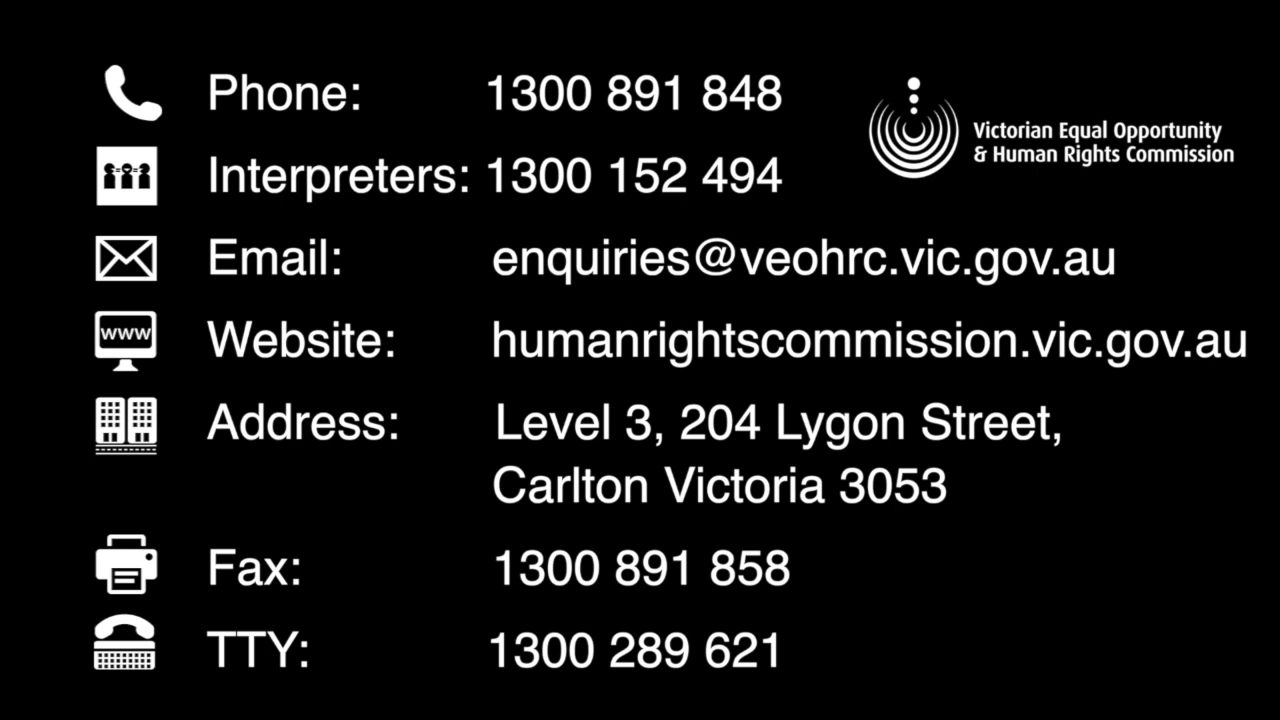 Phone: 1300 891 848
Victorian Equal Opportunity
& Human Rights Commission
Interpreters: 1300 152 494
Email: enquiries@veohrc.vic.gov.au
www
Website: humanrightscommission.vic.gov.au
Address: Level 3, 204 Lygon Street,
Carlton Victoria 3053
Fax: 1300 891 858
TTY: 1300 289 621